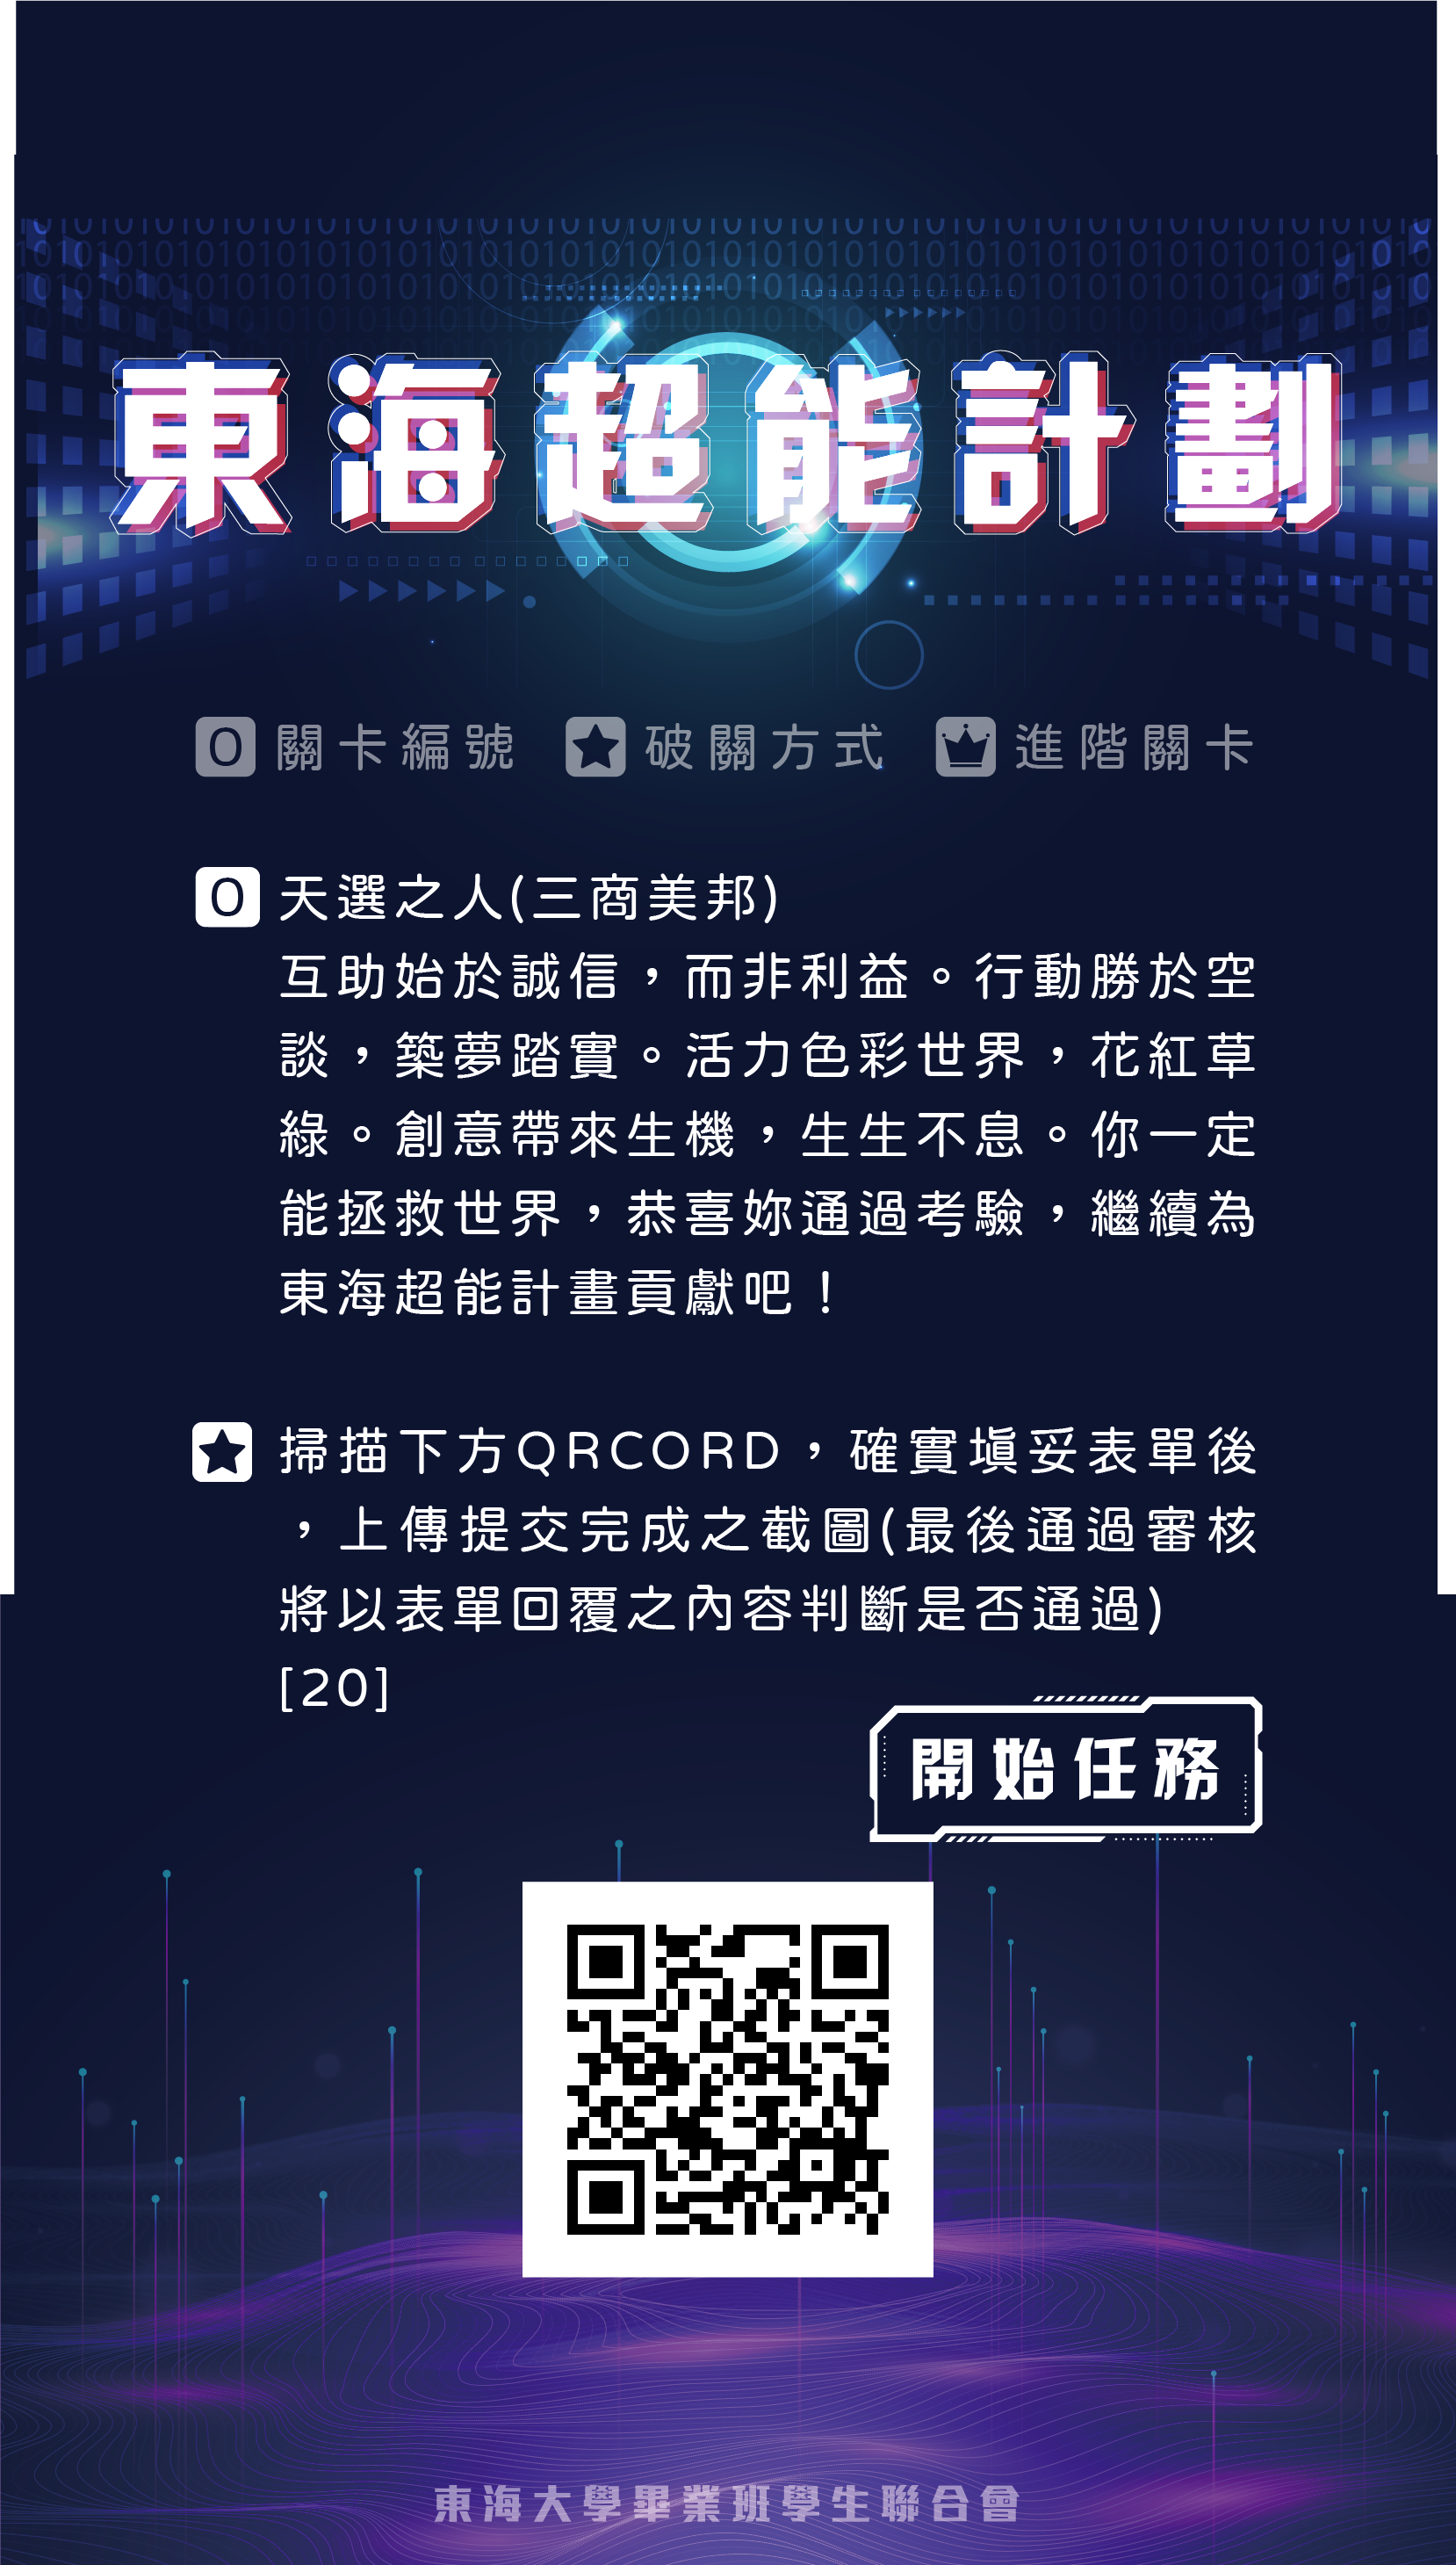 東海超能計劃
0 關卡編號 破關方式 進階關卡
0 天選之人(三商美邦)
互助始於誠信，而非利益。行動勝於空
談，築夢踏實。活力色彩世界，花紅草
綠。創意帶來生機，生生不息。你一定
能拯救世界，恭喜妳通過考驗，繼續為
東海超能計畫貢獻吧！
掃描下方QRCORD，確實填妥表單後
，上傳提交完成之截圖(最後通過審核
將以表單回覆之內容判斷是否通過)
[20]
開始任務
東海大學畢業班學生聯合會